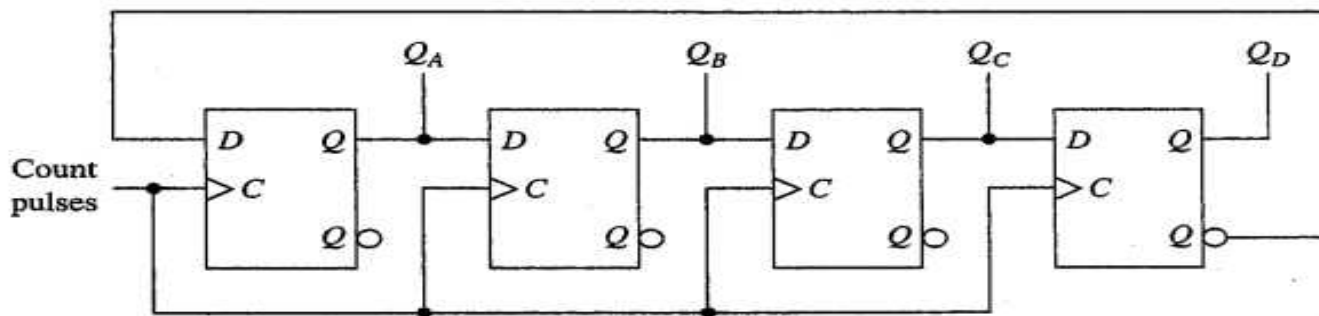 Q_A Q_B Q_C Q_D
D Q D Q D Q D Q
Count
pulses
C C C C
Q Q Q Q